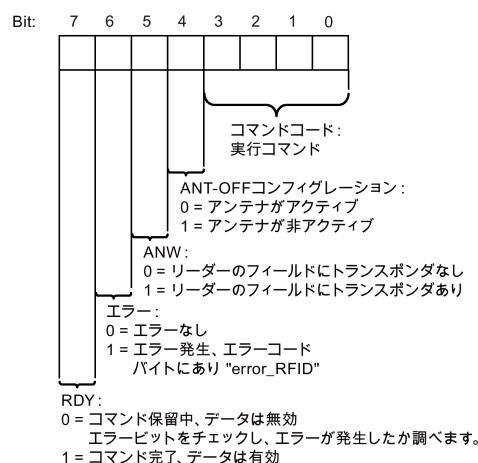 Bit: 7 6 5 4 3 2 1 0
コマンドコード:
実行コマンド
ANT-OFFコンフィグレーション:
0 = アンテナがアクティブ
1 = アンテナが非アクティブ
ANW:
0 = リーダーのフィールドにトランスポンダなし
1 = リーダーのフィールドにトランスポンダあり
エラー:
0 = エラーなし
1 = エラー発生、エラーコード
バイトにあり "error_RFID"
RDY:
0 = コマンド保留中、データは無効
エラービットをチェックし、エラーが発生したか調べます。
1 = コマンド完了、データは有効